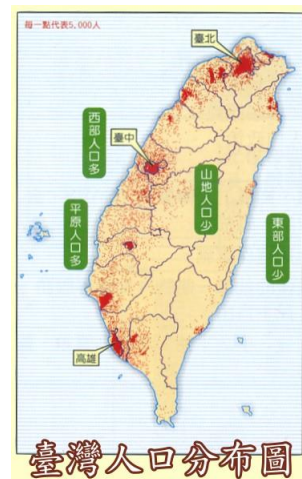 每一點代表5,000人
臺北
西部人口多
臺中
山地人口少
平原人口多
東部人口少
高雄
臺灣人口分布圖